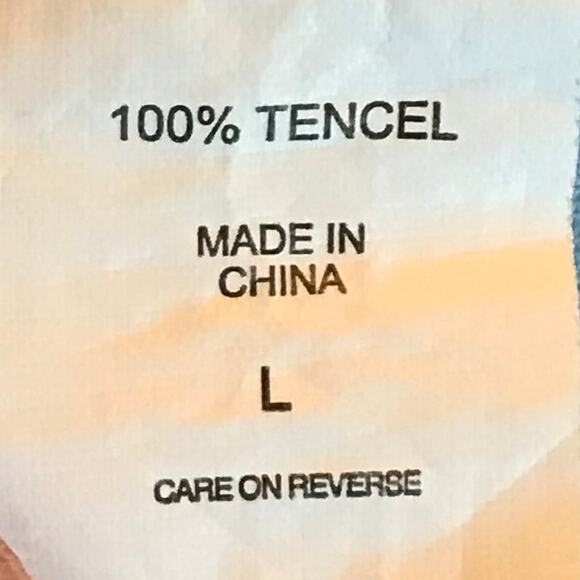 100% TENCEL
MADE IN
CHINA
L
CARE ON REVERSE